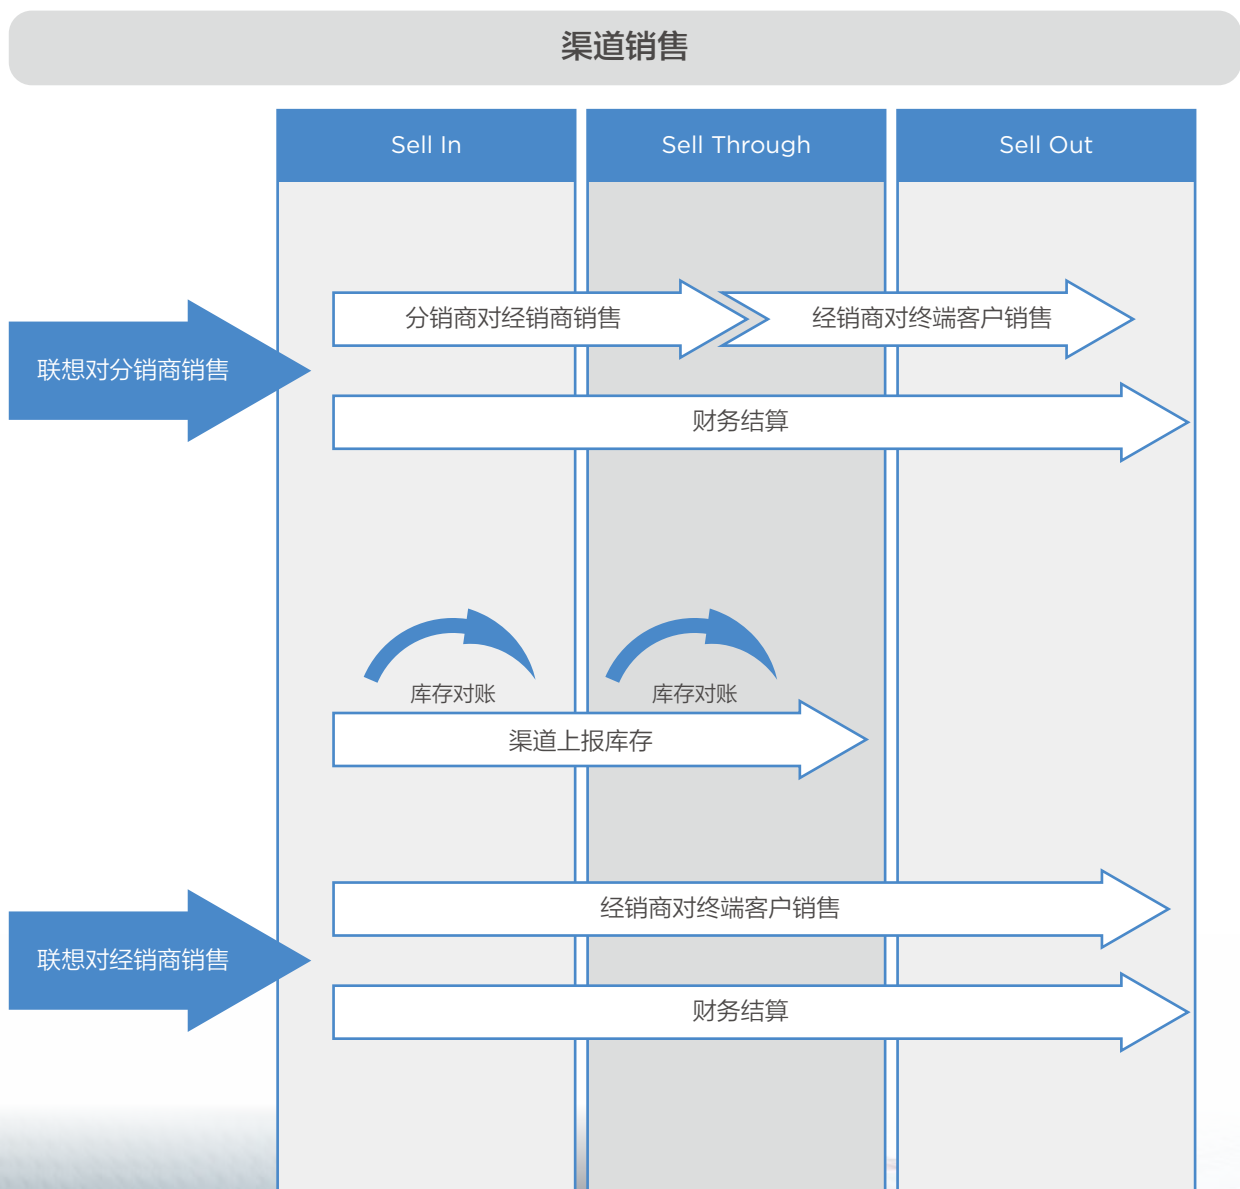 渠道销售
Sell In
Sell Through
Sell Out
分销商对经销商销售
经销商对终端客户销售
联想对分销商销售
财务结算
库存对账
库存对账
渠道上报库存
经销商对终端客户销售
联想对经销商销售
财务结算